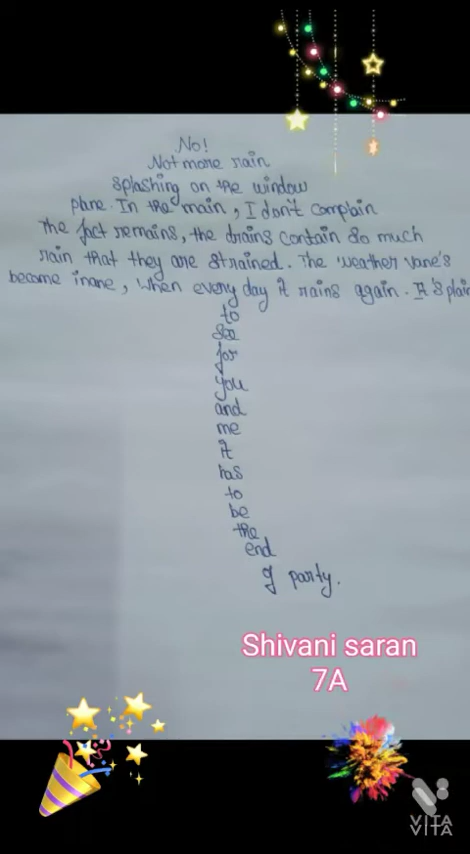 No!
Not more rain
splashing on the window
plane. In the main, I don't complain
The fact remains, the drains contain so much
rain that they are strained. The weather vane's
become inane, when every day it rains again. It's plain
to
see
for
you
and
me
it
has
to
be
the
end
of party.
Shivani saran
7A
VITA
VITA